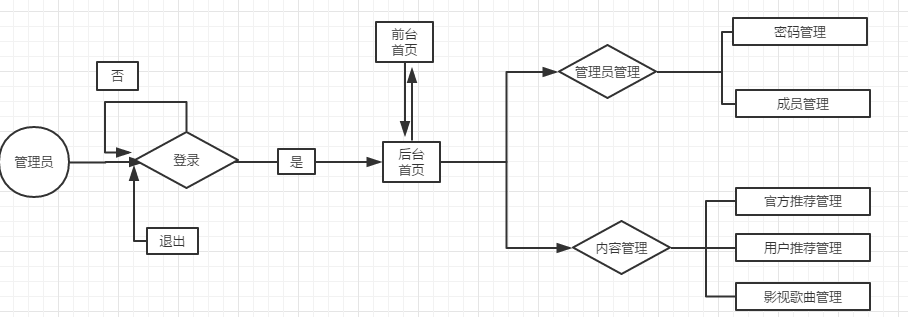 前台
首页
密码管理
否
管理员管理
成员管理
管理员
登录
是
后台
首页
官方推荐管理
退出
内容管理
用户推荐管理
影视歌曲管理